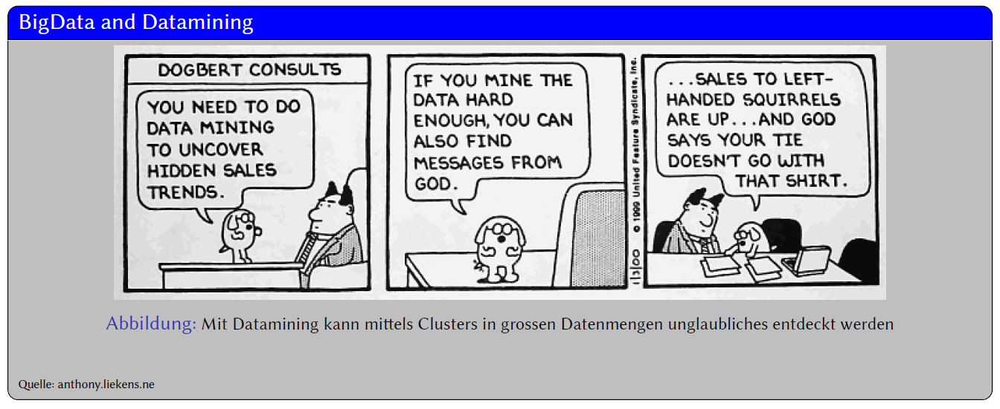 BigData and Datamining
DOGBERT CONSULTS
YOU NEED TO DO
DATA MINING
TO UNCOVER
HIDDEN SALES
TRENDS.
IF YOU MINE THE
DATA HARD
ENOUGH, YOU CAN
ALSO FIND
MESSAGES FROM
GOD.
1/3/00 © 1999 United Feature Syndicate, Inc.
...SALES TO LEFT-
HANDED SQUIRRELS
ARE UP...AND GOD
SAYS YOUR TIE
DOESN'T GO WITH
THAT SHIRT.
Abbildung: Mit Datamining kann mittels Clusters in grossen Datenmengen unglaubliches entdeckt werden
Quelle: anthony.liekens.ne